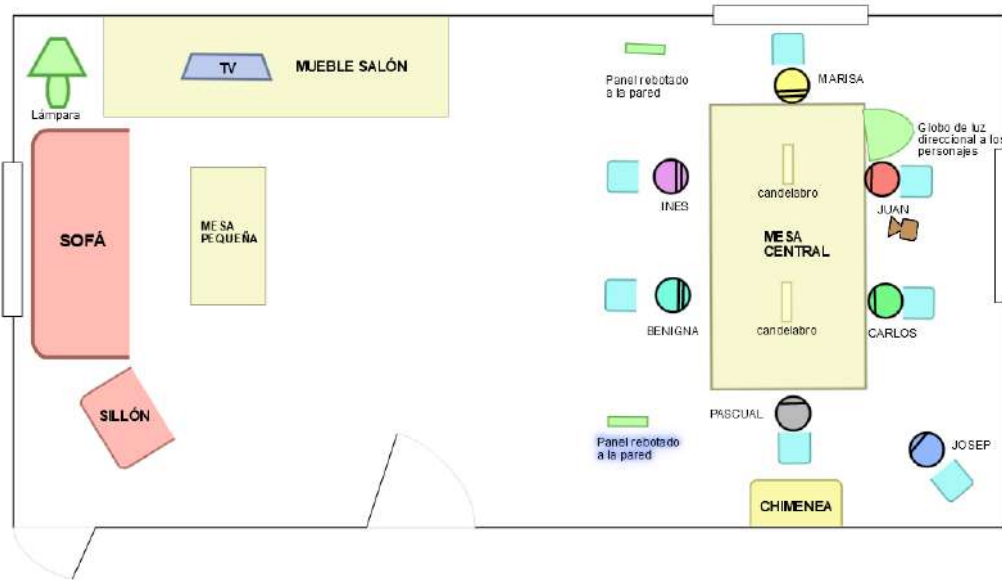 TV
MUEBLE SALÓN
Lámpara
Panel rebotado
a la pared
MARISA
Globo de luz
direccional a los
personajes
SOFÁ
MESA
PEQUEÑA
INES
candelabro
JUAN
MESA
CENTRAL
BENIGNA
candelabro
CARLOS
SILLÓN
PASCUAL
Panel rebotado
a la pared
JOSEP
CHIMENEA